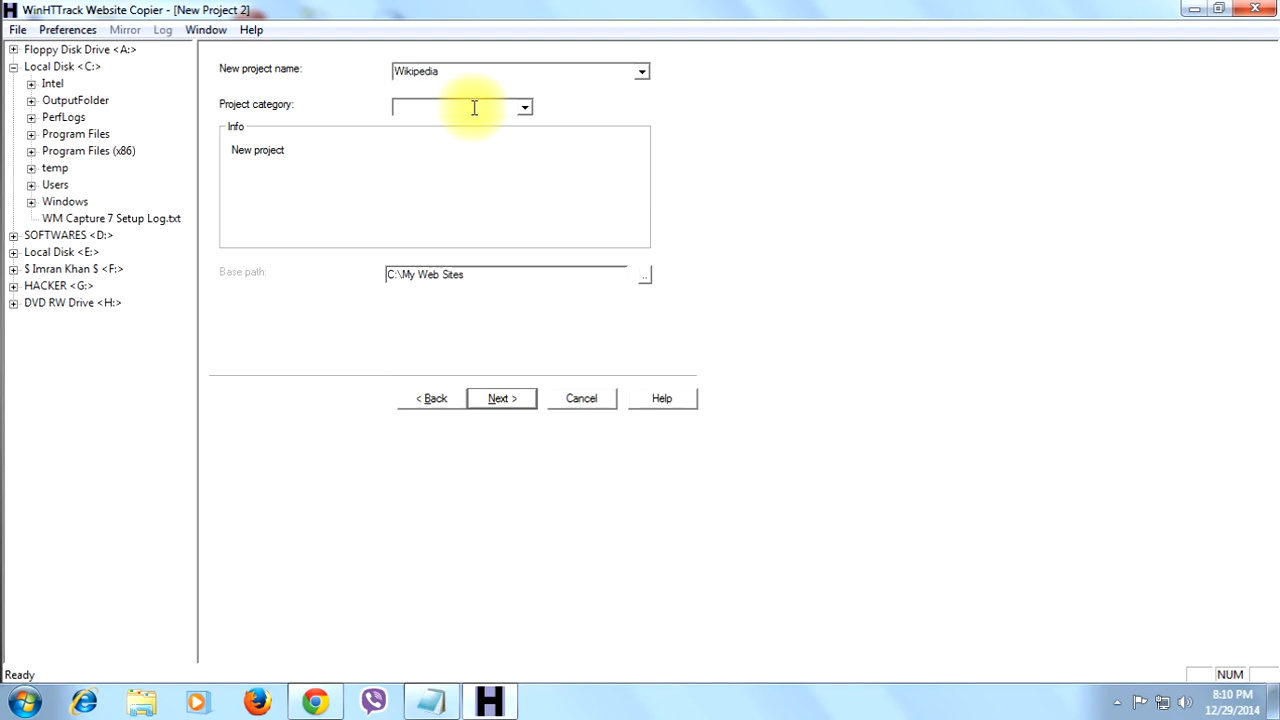 WinHTTrack Website Copier - [New Project 2]
File Preferences Mirror Log Window Help
Floppy Disk Drive <A:>
Local Disk <C:>
Intel
OutputFolder
PerfLogs
Program Files
Program Files (x86)
temp
Users
Windows
WM Capture 7 Setup Log.txt
SOFTWARES <D:>
Local Disk <E:>
$ Imran Khan $ <F:>
HACKER <G:>
DVD RW Drive <H:>
New project name: Wikipedia
Project category:
Info
New project
Base path: C:\My Web Sites ..
< Back Next > Cancel Help
Ready NUM
8:10 PM
12/29/2014